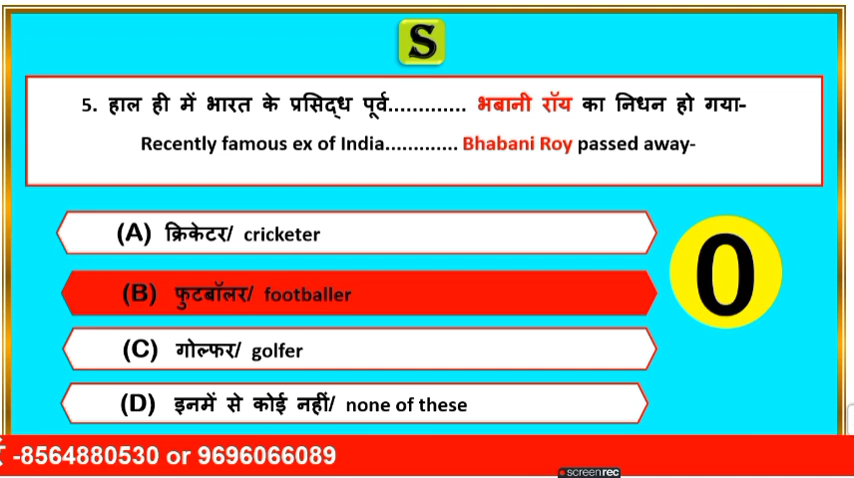 S
5. हाल ही में भारत के प्रसिद्ध पूर्व............. भबानी रॉय का निधन हो गया-
Recently famous ex of India............. Bhabani Roy passed away-
(A) क्रिकेटर/ cricketer
(B) फुटबॉलर/ footballer
0
(C) गोल्फर/ golfer
(D) इनमें से कोई नहीं/ none of these
-8564880530 or 9696066089
screenrec